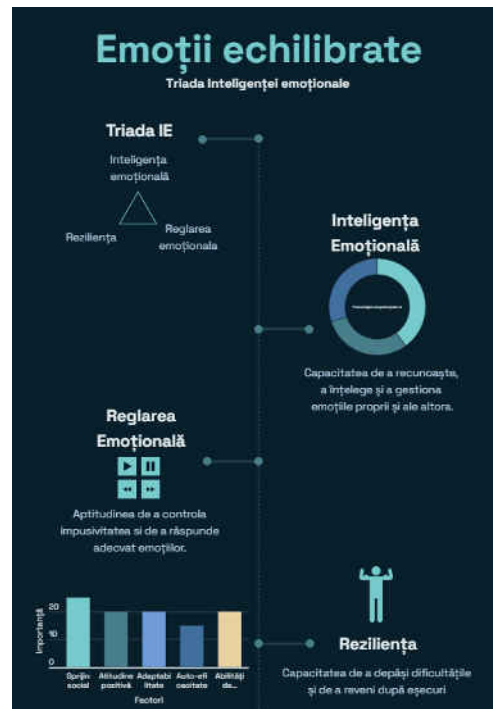 Emoții echilibrate
Triada Inteligenței emoționale
Triada IE
Inteligența
emoțională
Reziliența
Reglarea
emoționala
Inteligența
Emoțională
Capacitatea de a recunoaște,
a înțelege și a gestiona
emoțiile proprii și ale altora.
Reglarea
Emoțională
Aptitudinea de a controla
impusivitatea si de a răspunde
adecvat emoțiilor.
Importanță
20
10
0
Sprijin
social
Atitudine
pozitivă
Adaptabi
litate
Auto-efi
cacitate
Abilități
de...
Factori
Reziliența
Capacitatea de a depăși dificultățile
și de a reveni după eșecuri